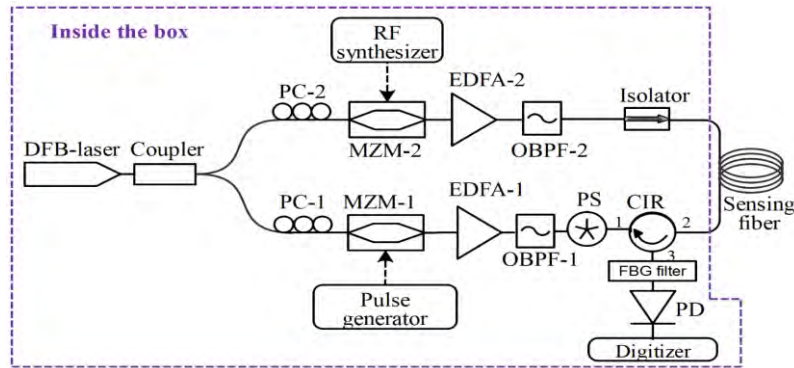 Inside the box
RF
synthesizer
PC-2
EDFA-2
Isolator
MZM-2
OBPF-2
DFB-laser
Coupler
Sensing
fiber
PC-1
MZM-1
EDFA-1
PS
CIR
1
2
3
OBPF-1
FBG filter
Pulse
generator
PD
Digitizer